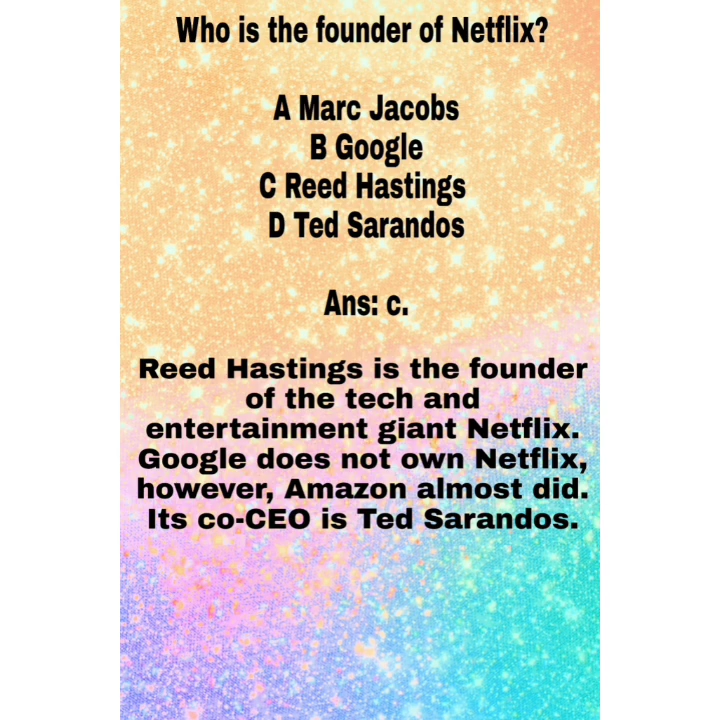 Who is the founder of Netflix?
A Marc Jacobs
B Google
C Reed Hastings
D Ted Sarandos
Ans: c.
Reed Hastings is the founder
of the tech and
entertainment giant Netflix.
Google does not own Netflix,
however, Amazon almost did.
Its co-CEO is Ted Sarandos.